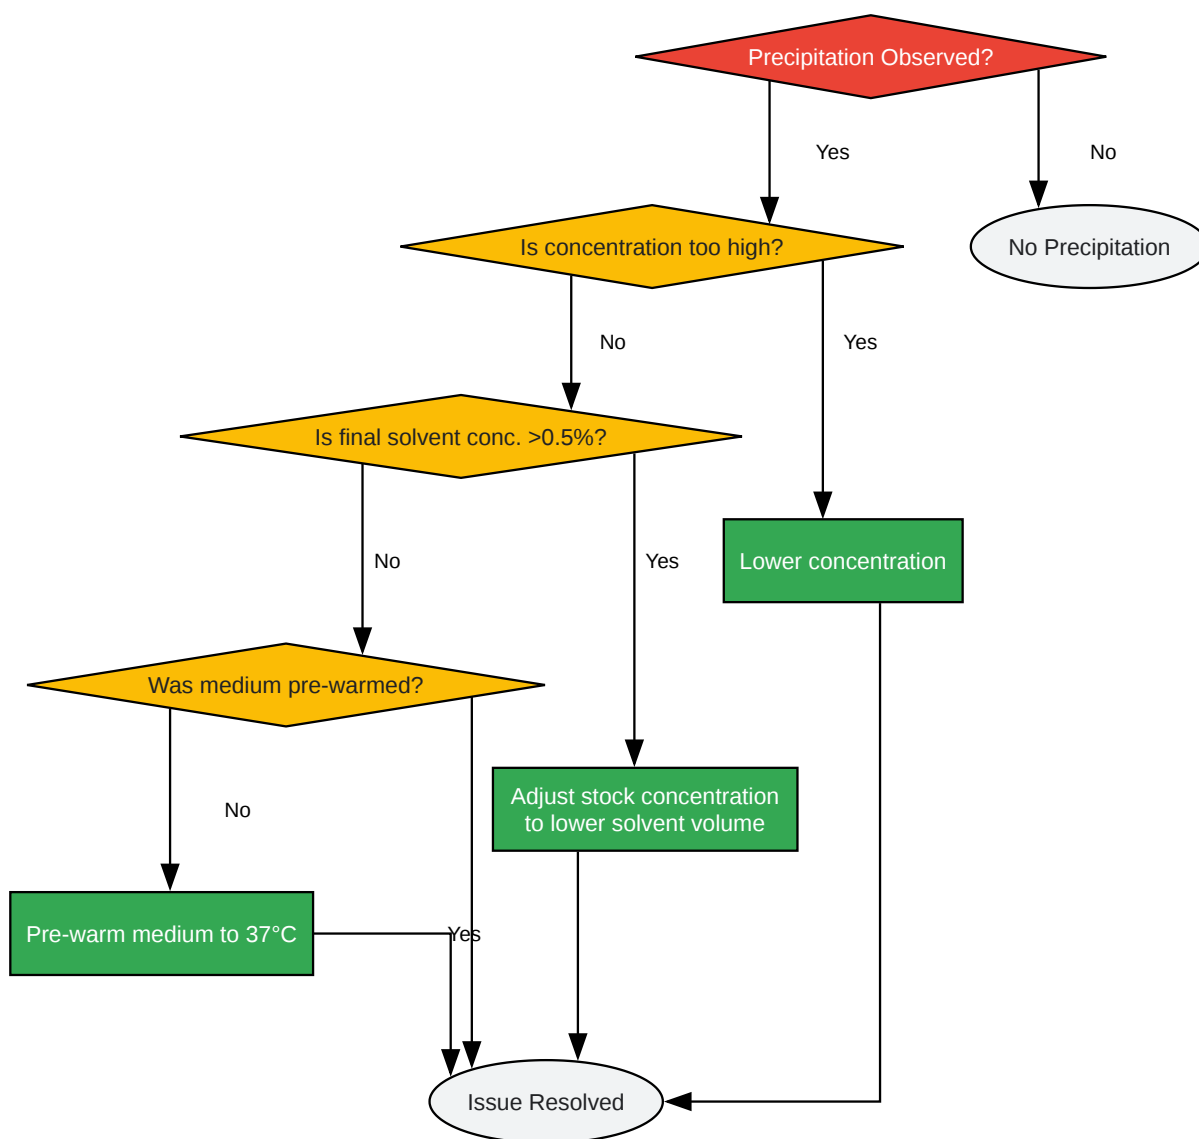 Precipitation Observed?
Yes
No
Is concentration too high?
No Precipitation
No
Yes
Is final solvent conc. >0.5%?
No
Yes
Lower concentration
Was medium pre-warmed?
No
Adjust stock concentration
to lower solvent volume
Pre-warm medium to 37°C
Yes
Issue Resolved